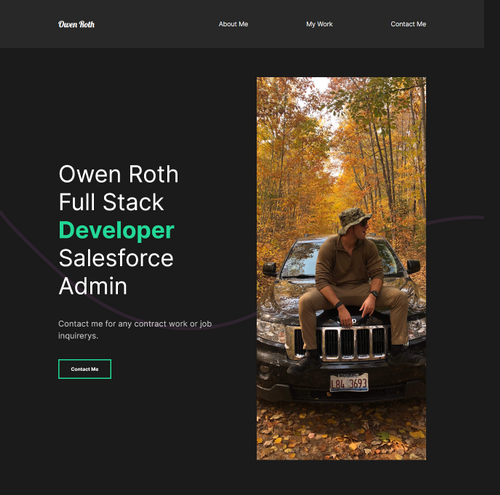 Owen Roth
About Me
My Work
Contact Me
Owen Roth
Full Stack
Developer
Salesforce
Admin
Contact me for any contract work or job
inquirerys.
Contact Me
L84 3693